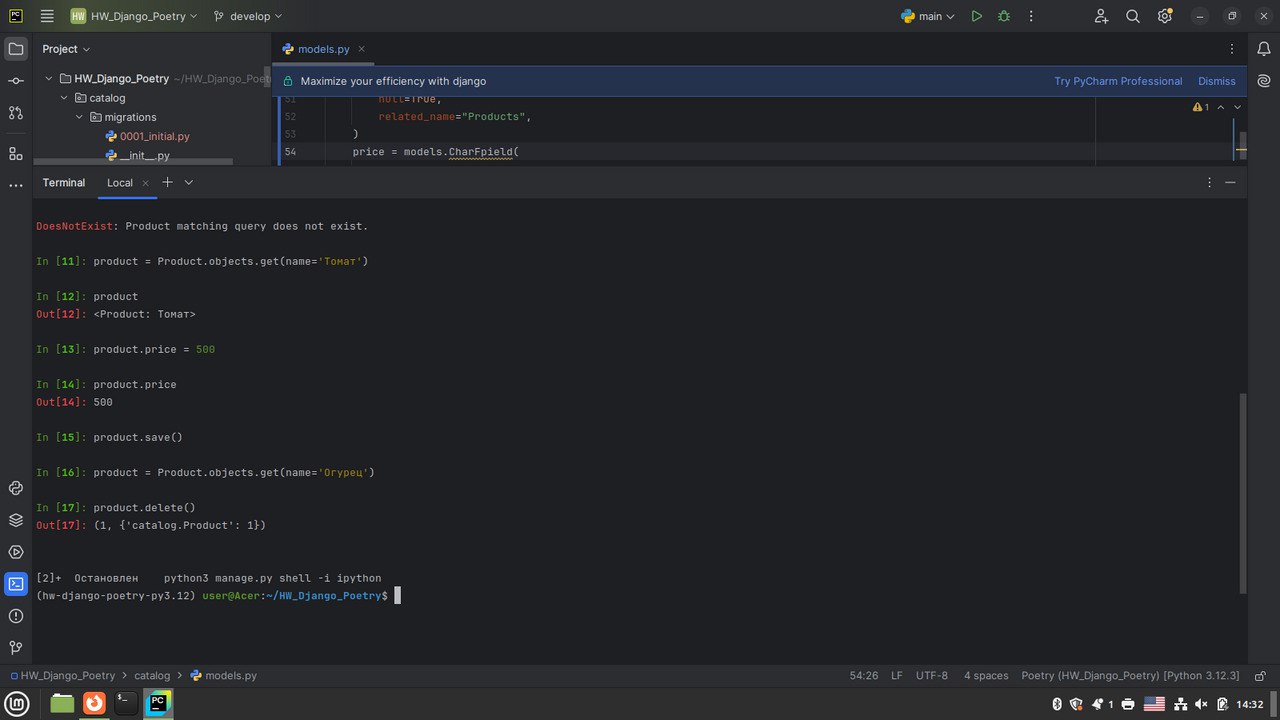 HW HW_Django_Poetry develop main
Project
models.py
HW_Django_Poetry ~/HW_Django_Poet
catalog
migrations
0001_initial.py
__init__.py
Maximize your efficiency with django Try PyCharm Professional Dismiss
51 null=True,
52 related_name="Products",
53 )
54 price = models.CharFpield(
1
Terminal Local
DoesNotExist: Product matching query does not exist.
In [11]: product = Product.objects.get(name='Томат')
In [12]: product
Out[12]: <Product: Томат>
In [13]: product.price = 500
In [14]: product.price
Out[14]: 500
In [15]: product.save()
In [16]: product = Product.objects.get(name='Огурец')
In [17]: product.delete()
Out[17]: (1, {'catalog.Product': 1})
[2]+ Остановлен python3 manage.py shell -i ipython
(hw-django-poetry-py3.12) user@Acer:~/HW_Django_Poetry$
HW_Django_Poetry > catalog > models.py 54:26 LF UTF-8 4 spaces Poetry (HW_Django_Poetry) [Python 3.12.3]
1 14:32